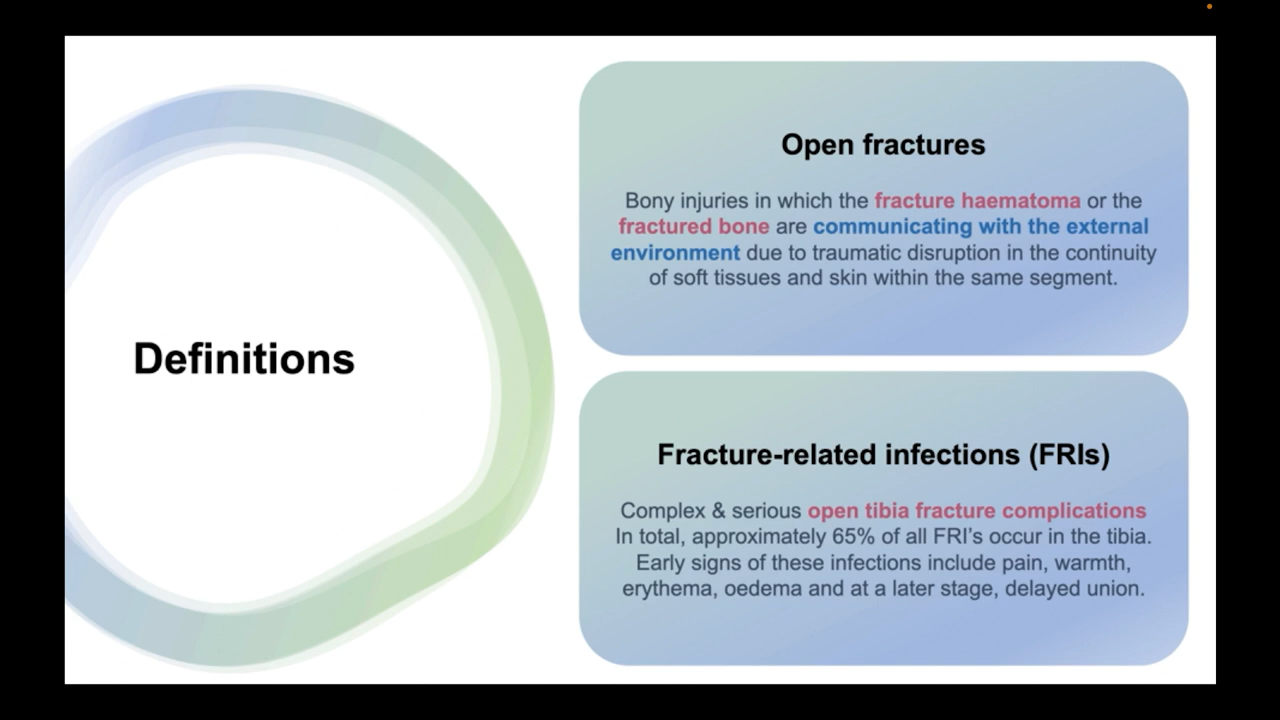 Definitions
Open fractures
Bony injuries in which the fracture haematoma or the
fractured bone are communicating with the external
environment due to traumatic disruption in the continuity
of soft tissues and skin within the same segment.
Fracture-related infections (FRIs)
Complex & serious open tibia fracture complications
In total, approximately 65% of all FRI’s occur in the tibia.
Early signs of these infections include pain, warmth,
erythema, oedema and at a later stage, delayed union.